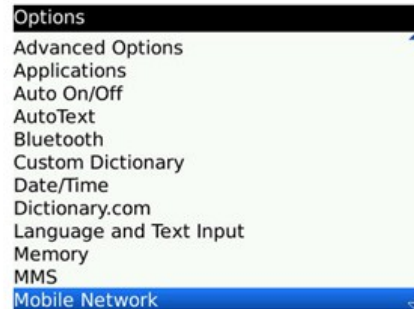 Options
Advanced Options
Applications
Auto On/Off
AutoText
Bluetooth
Custom Dictionary
Date/Time
Dictionary.com
Language and Text Input
Memory
MMS
Mobile Network